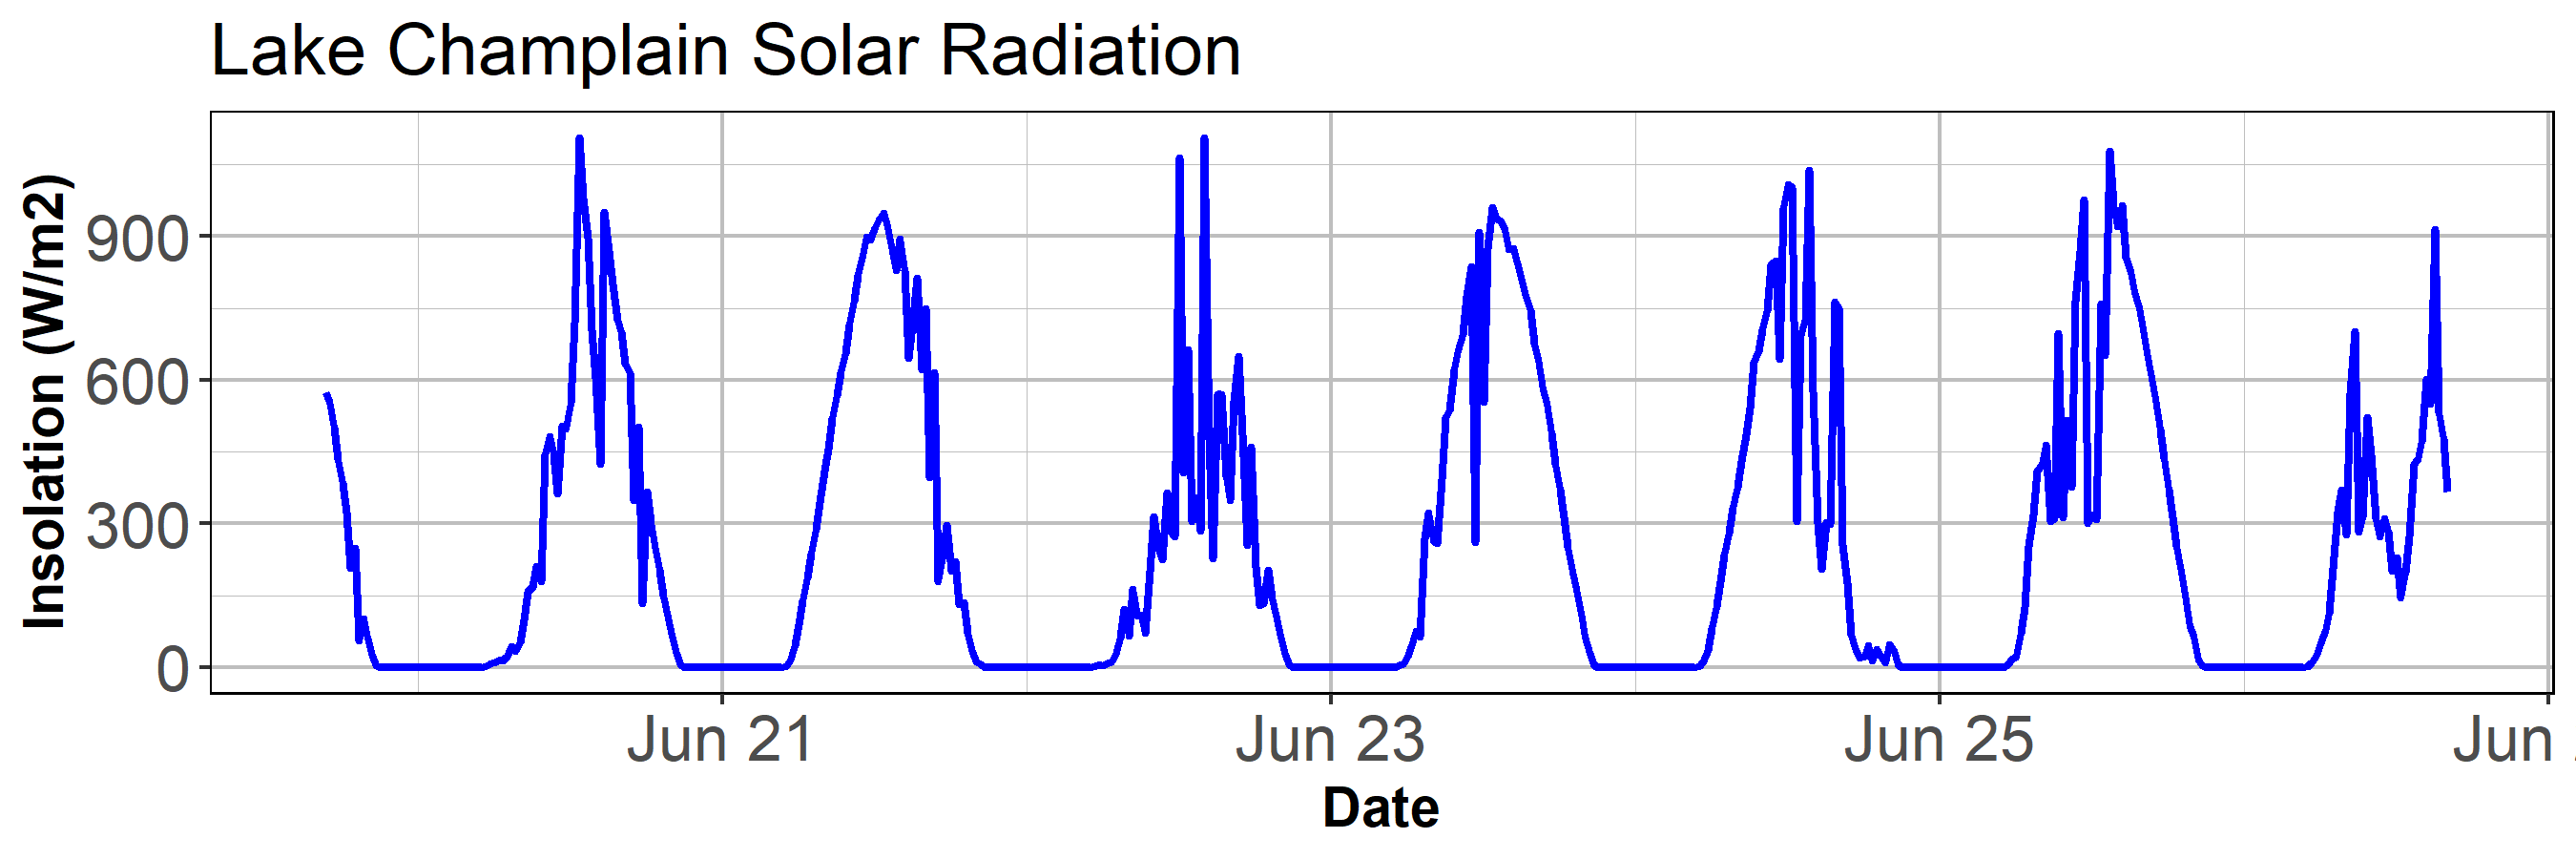 Lake Champlain Solar Radiation
Insolation (W/m2)
900
600
300
0
Jun 21
Jun 23
Jun 25
Jun
Date